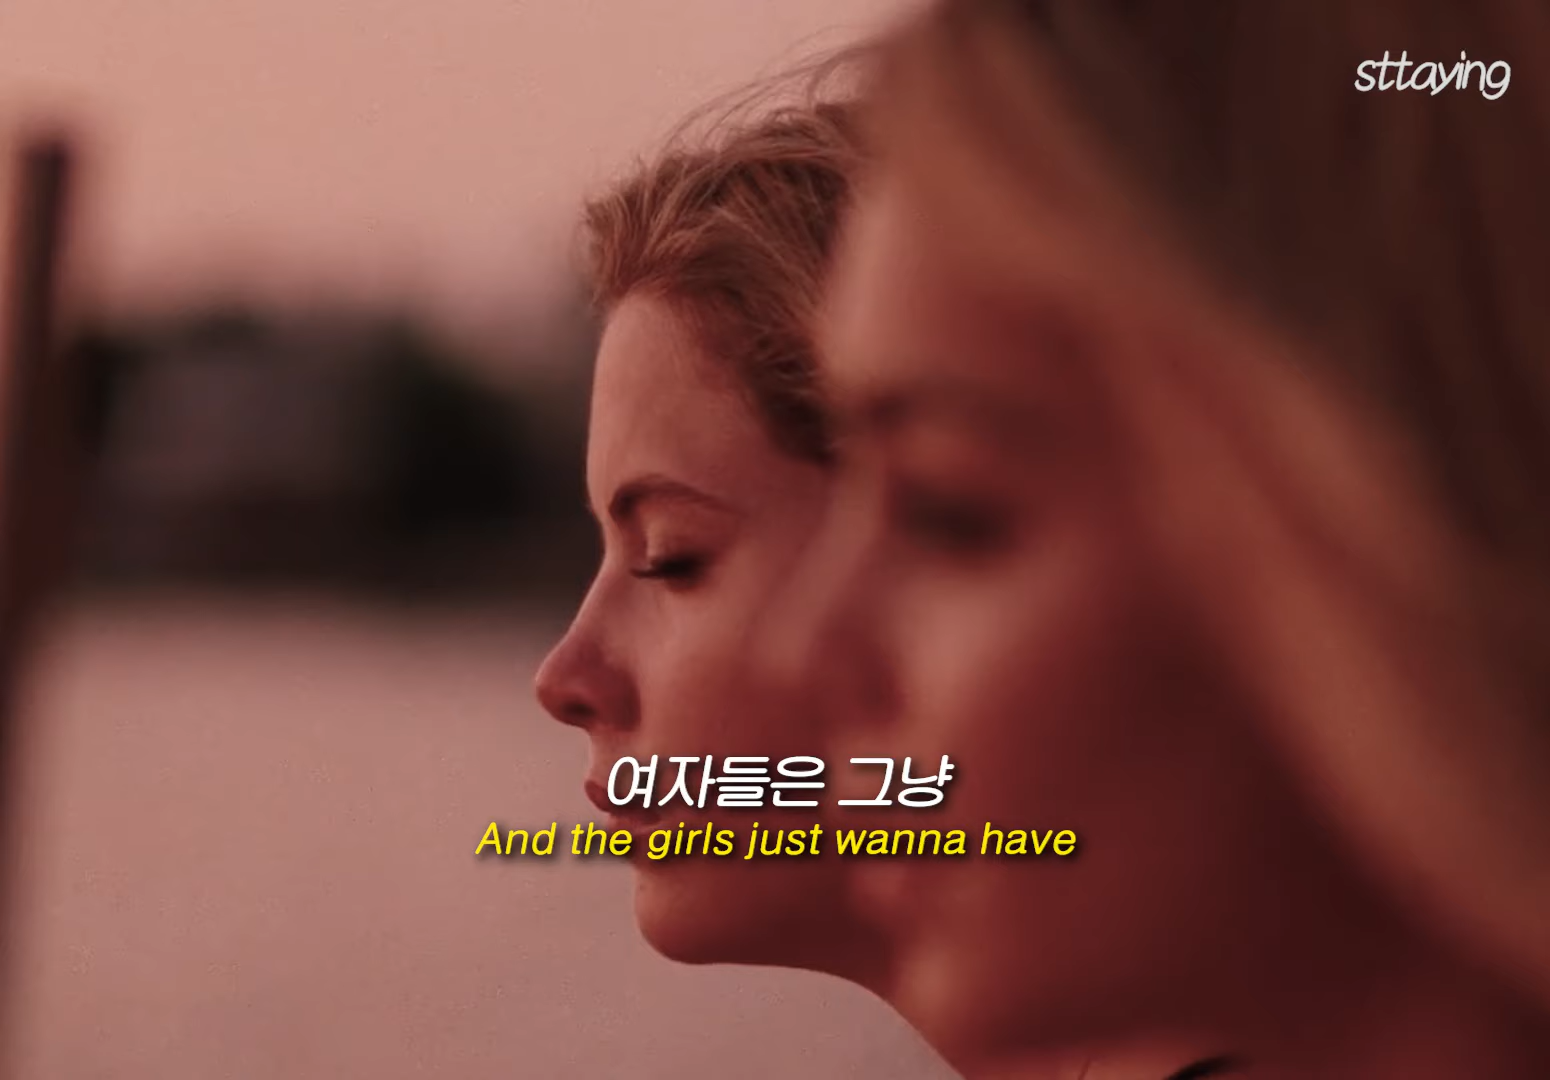 sttaying
여자들은 그냥
And the girls just wanna have